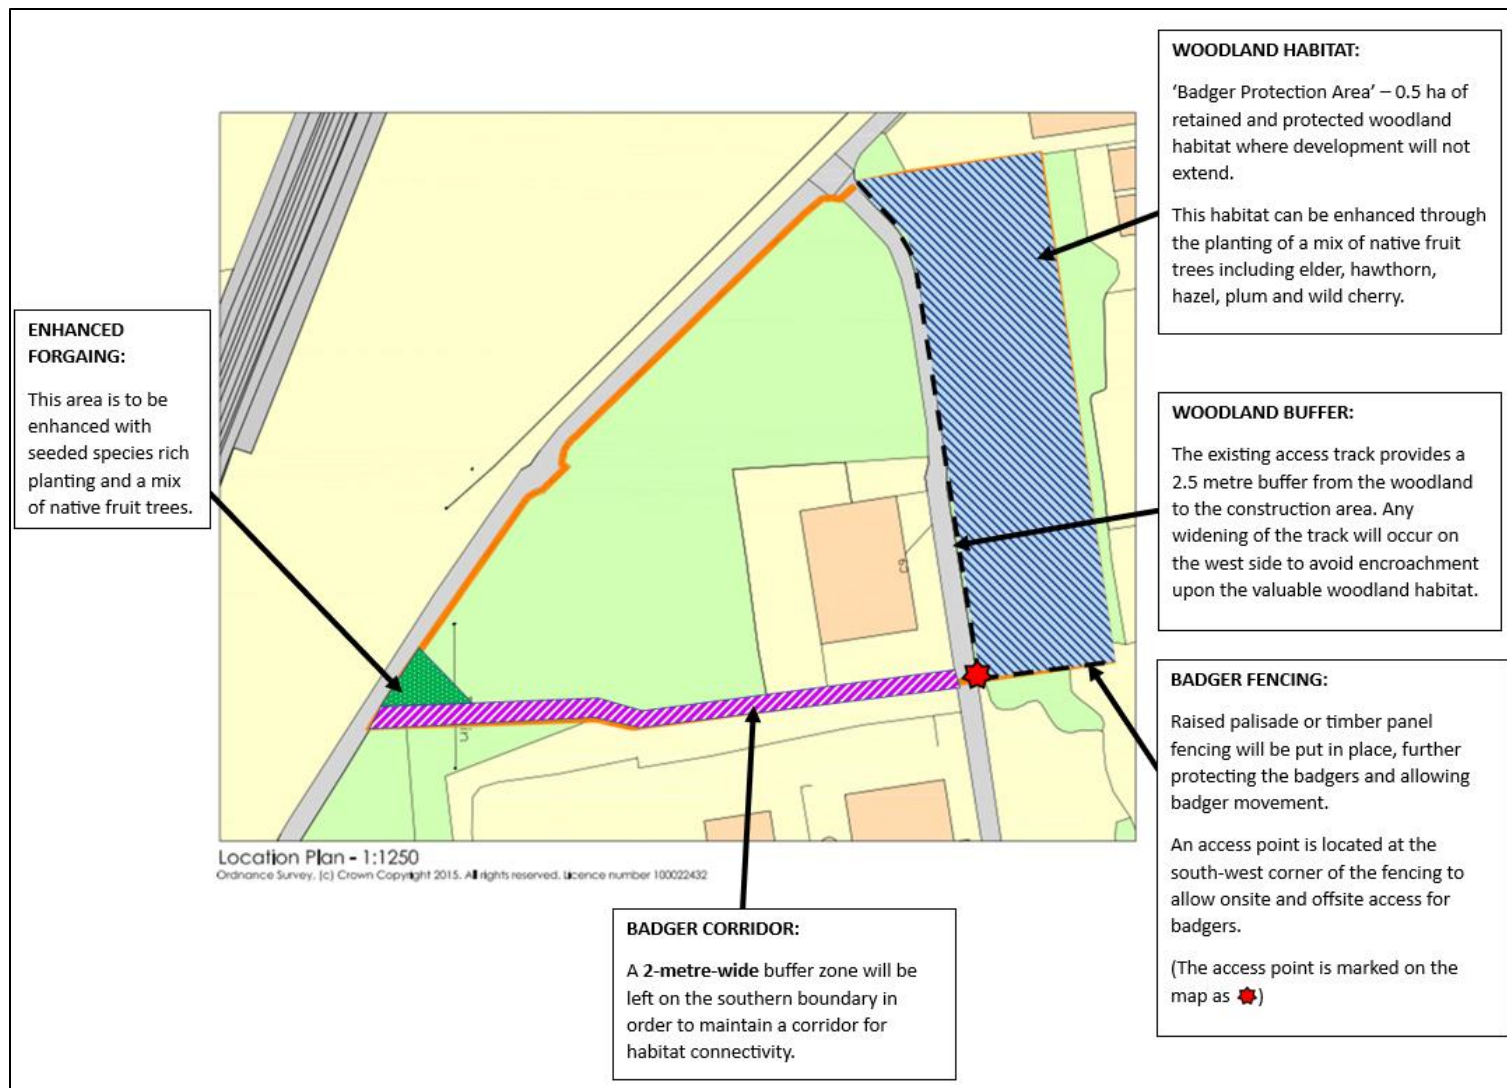 WOODLAND HABITAT:
‘Badger Protection Area’ – 0.5 ha of
retained and protected woodland
habitat where development will not
extend.
This habitat can be enhanced through
the planting of a mix of native fruit
trees including elder, hawthorn,
hazel, plum and wild cherry.
ENHANCED
FORGAING:
This area is to be
enhanced with
seeded species rich
planting and a mix
of native fruit trees.
WOODLAND BUFFER:
The existing access track provides a
2.5 metre buffer from the woodland
to the construction area. Any
widening of the track will occur on
the west side to avoid encroachment
upon the valuable woodland habitat.
BADGER FENCING:
Raised palisade or timber panel
fencing will be put in place, further
protecting the badgers and allowing
badger movement.
An access point is located at the
south-west corner of the fencing to
allow onsite and offsite access for
badgers.
(The access point is marked on the
map as )
Location Plan - 1:1250
Ordnance Survey, (c) Crown Copyright 2015. All rights reserved. Licence number 100022432
BADGER CORRIDOR:
A 2-metre-wide buffer zone will be
left on the southern boundary in
order to maintain a corridor for
habitat connectivity.